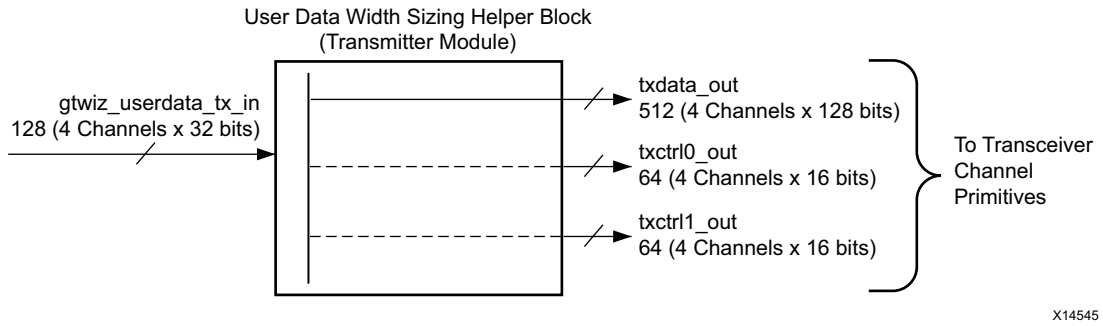 User Data Width Sizing Helper Block
(Transmitter Module)
gtwiz_userdata_tx_in
128 (4 Channels x 32 bits)
txdata_out
512 (4 Channels x 128 bits)
txctrl0_out
64 (4 Channels x 16 bits)
txctrl1_out
64 (4 Channels x 16 bits)
To Transceiver
Channel
Primitives
X14545